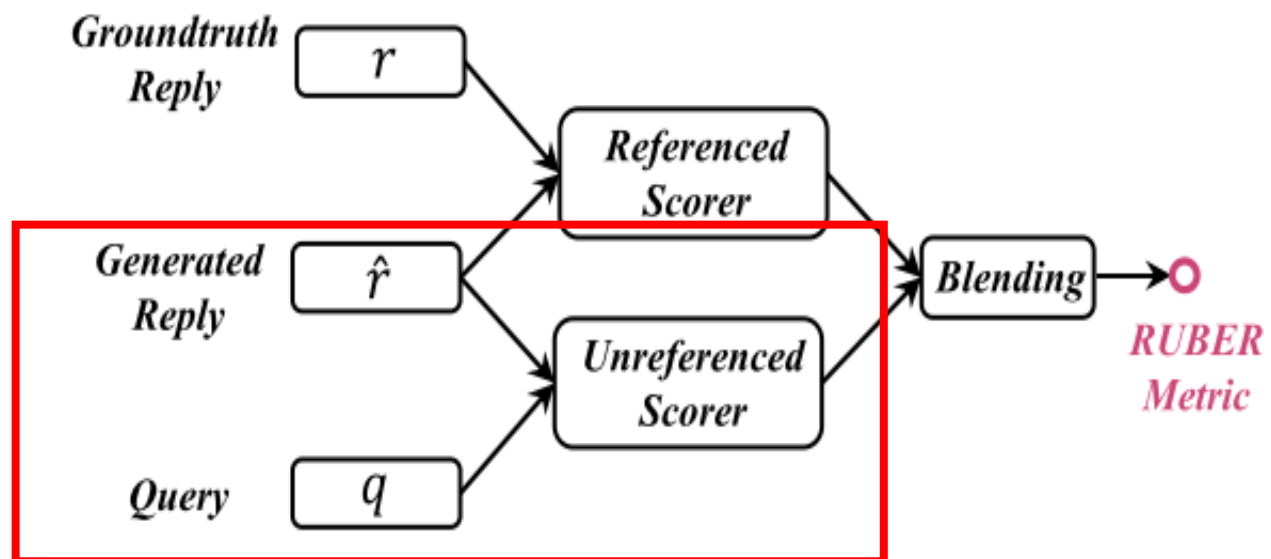 Groundtruth
Reply
r
Referenced
Scorer
Generated
Reply
r̂
Unreferenced
Scorer
Query
q
Blending
RUBER
Metric